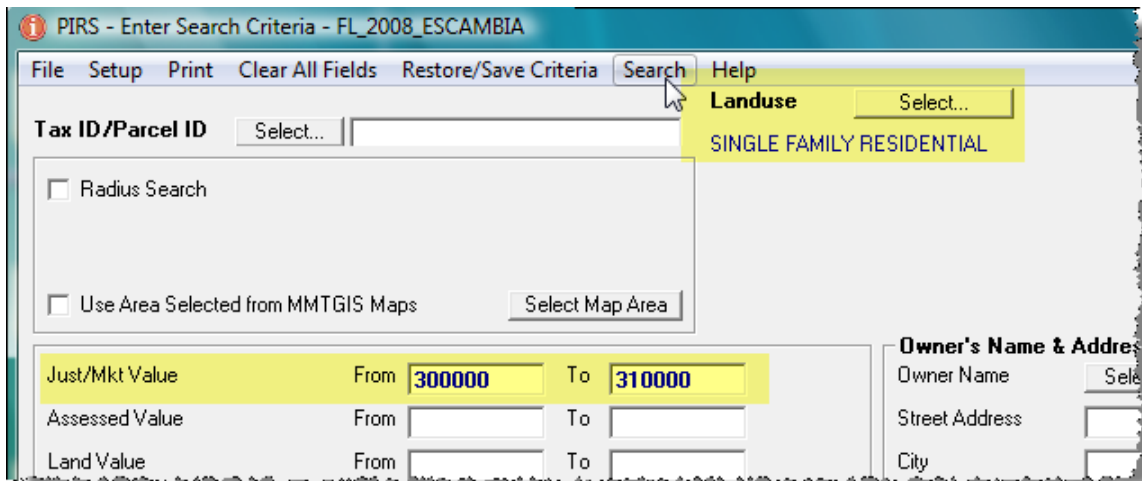 PIRS - Enter Search Criteria - FL_2008_ESCAMBIA
File Setup Print Clear All Fields Restore/Save Criteria Search Help
Landuse Select...
Tax ID/Parcel ID Select...
SINGLE FAMILY RESIDENTIAL
Radius Search
Use Area Selected from MMTGIS Maps Select Map Area
Owner's Name & Addres
Just/Mkt Value From 300000 To 310000
Owner Name Sele
Assessed Value From To
Street Address
Land Value From To
City